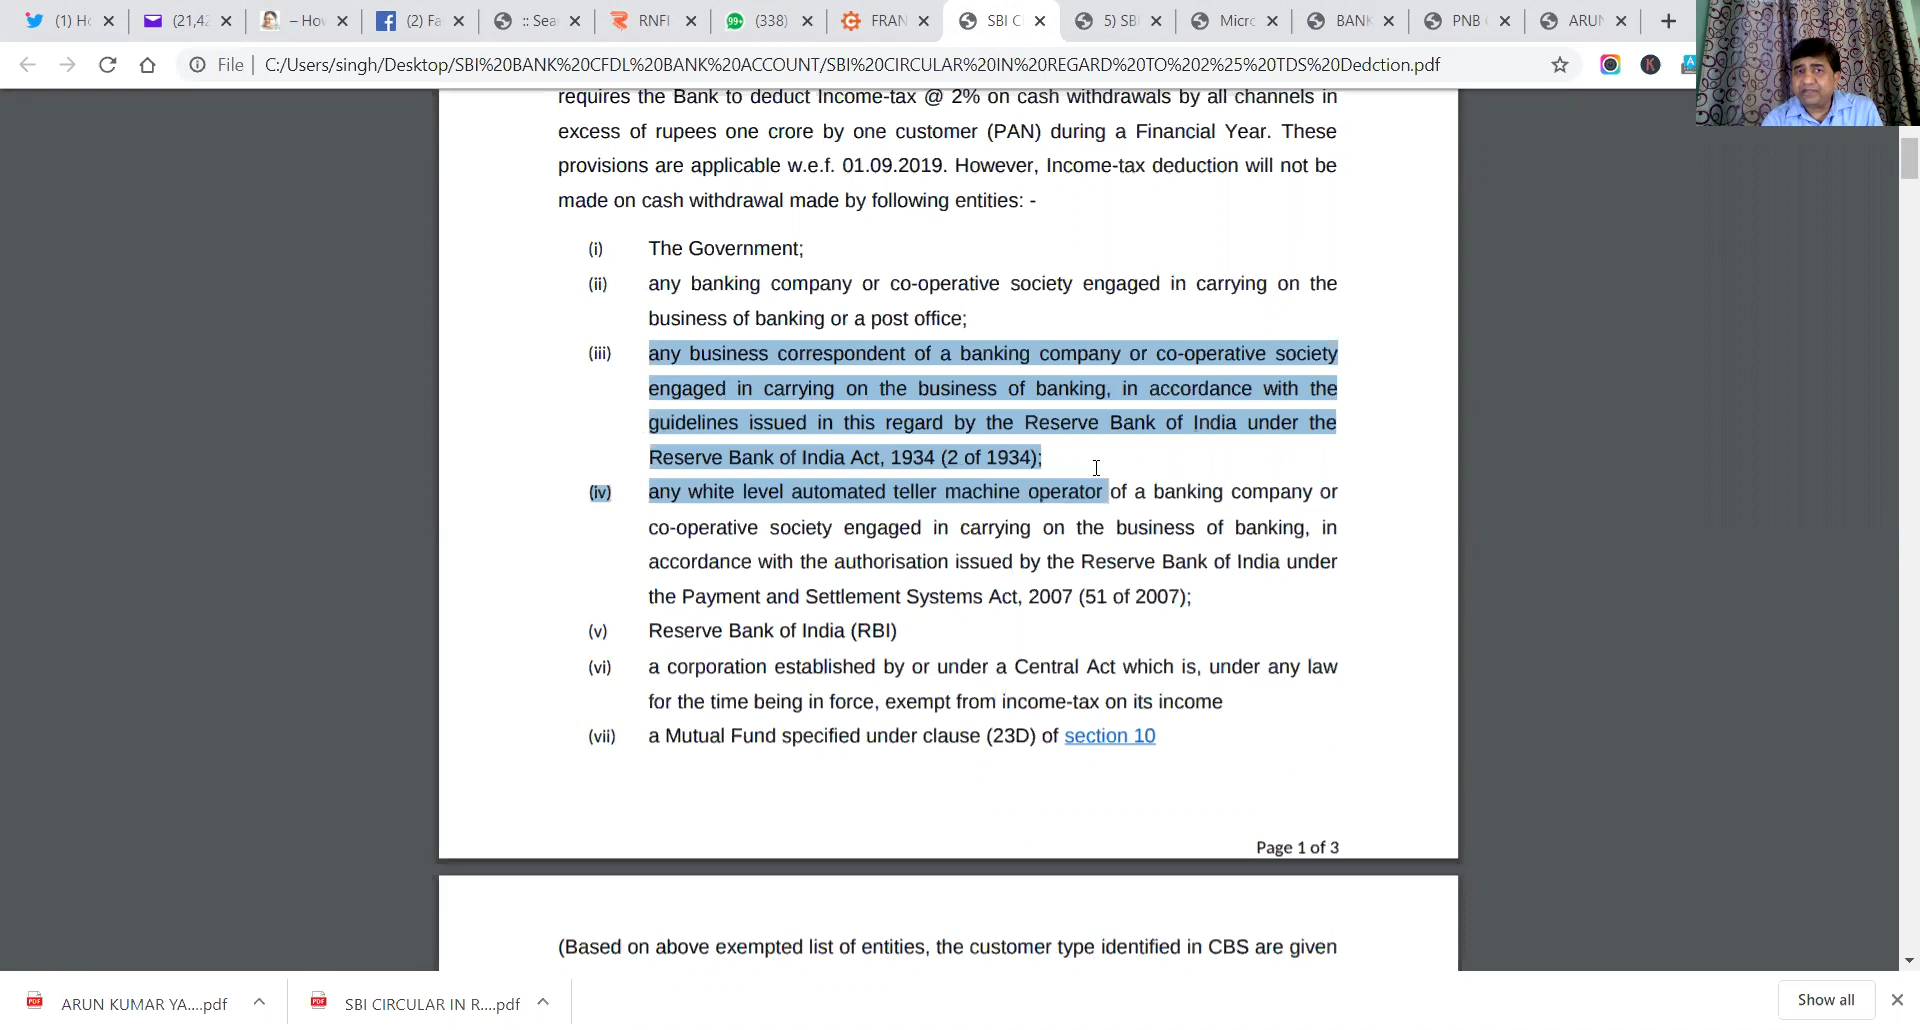 (1) Ho
(21,42
– How
(2) Fa
:: Sea
RNFI
99+
(338)
FRAN
SBI C
5) SBI
Micro
BANK
PNB
ARUN
File
C:/Users/singh/Desktop/SBI%20BANK%20CFDL%20BANK%20ACCOUNT/SBI%20CIRCULAR%20IN%20REGARD%20TO%202%25%20TDS%20Dedction.pdf
requires the Bank to deduct Income-tax @ 2% on cash withdrawals by all channels in
excess of rupees one crore by one customer (PAN) during a Financial Year. These
provisions are applicable w.e.f. 01.09.2019. However, Income-tax deduction will not be
made on cash withdrawal made by following entities: -
(i) The Government;
(ii) any banking company or co-operative society engaged in carrying on the
business of banking or a post office;
(iii) any business correspondent of a banking company or co-operative society
engaged in carrying on the business of banking, in accordance with the
guidelines issued in this regard by the Reserve Bank of India under the
Reserve Bank of India Act, 1934 (2 of 1934);
(iv) any white level automated teller machine operator of a banking company or
co-operative society engaged in carrying on the business of banking, in
accordance with the authorisation issued by the Reserve Bank of India under
the Payment and Settlement Systems Act, 2007 (51 of 2007);
(v) Reserve Bank of India (RBI)
(vi) a corporation established by or under a Central Act which is, under any law
for the time being in force, exempt from income-tax on its income
(vii) a Mutual Fund specified under clause (23D) of section 10
Page 1 of 3
(Based on above exempted list of entities, the customer type identified in CBS are given
ARUN KUMAR YA....pdf
SBI CIRCULAR IN R....pdf
Show all